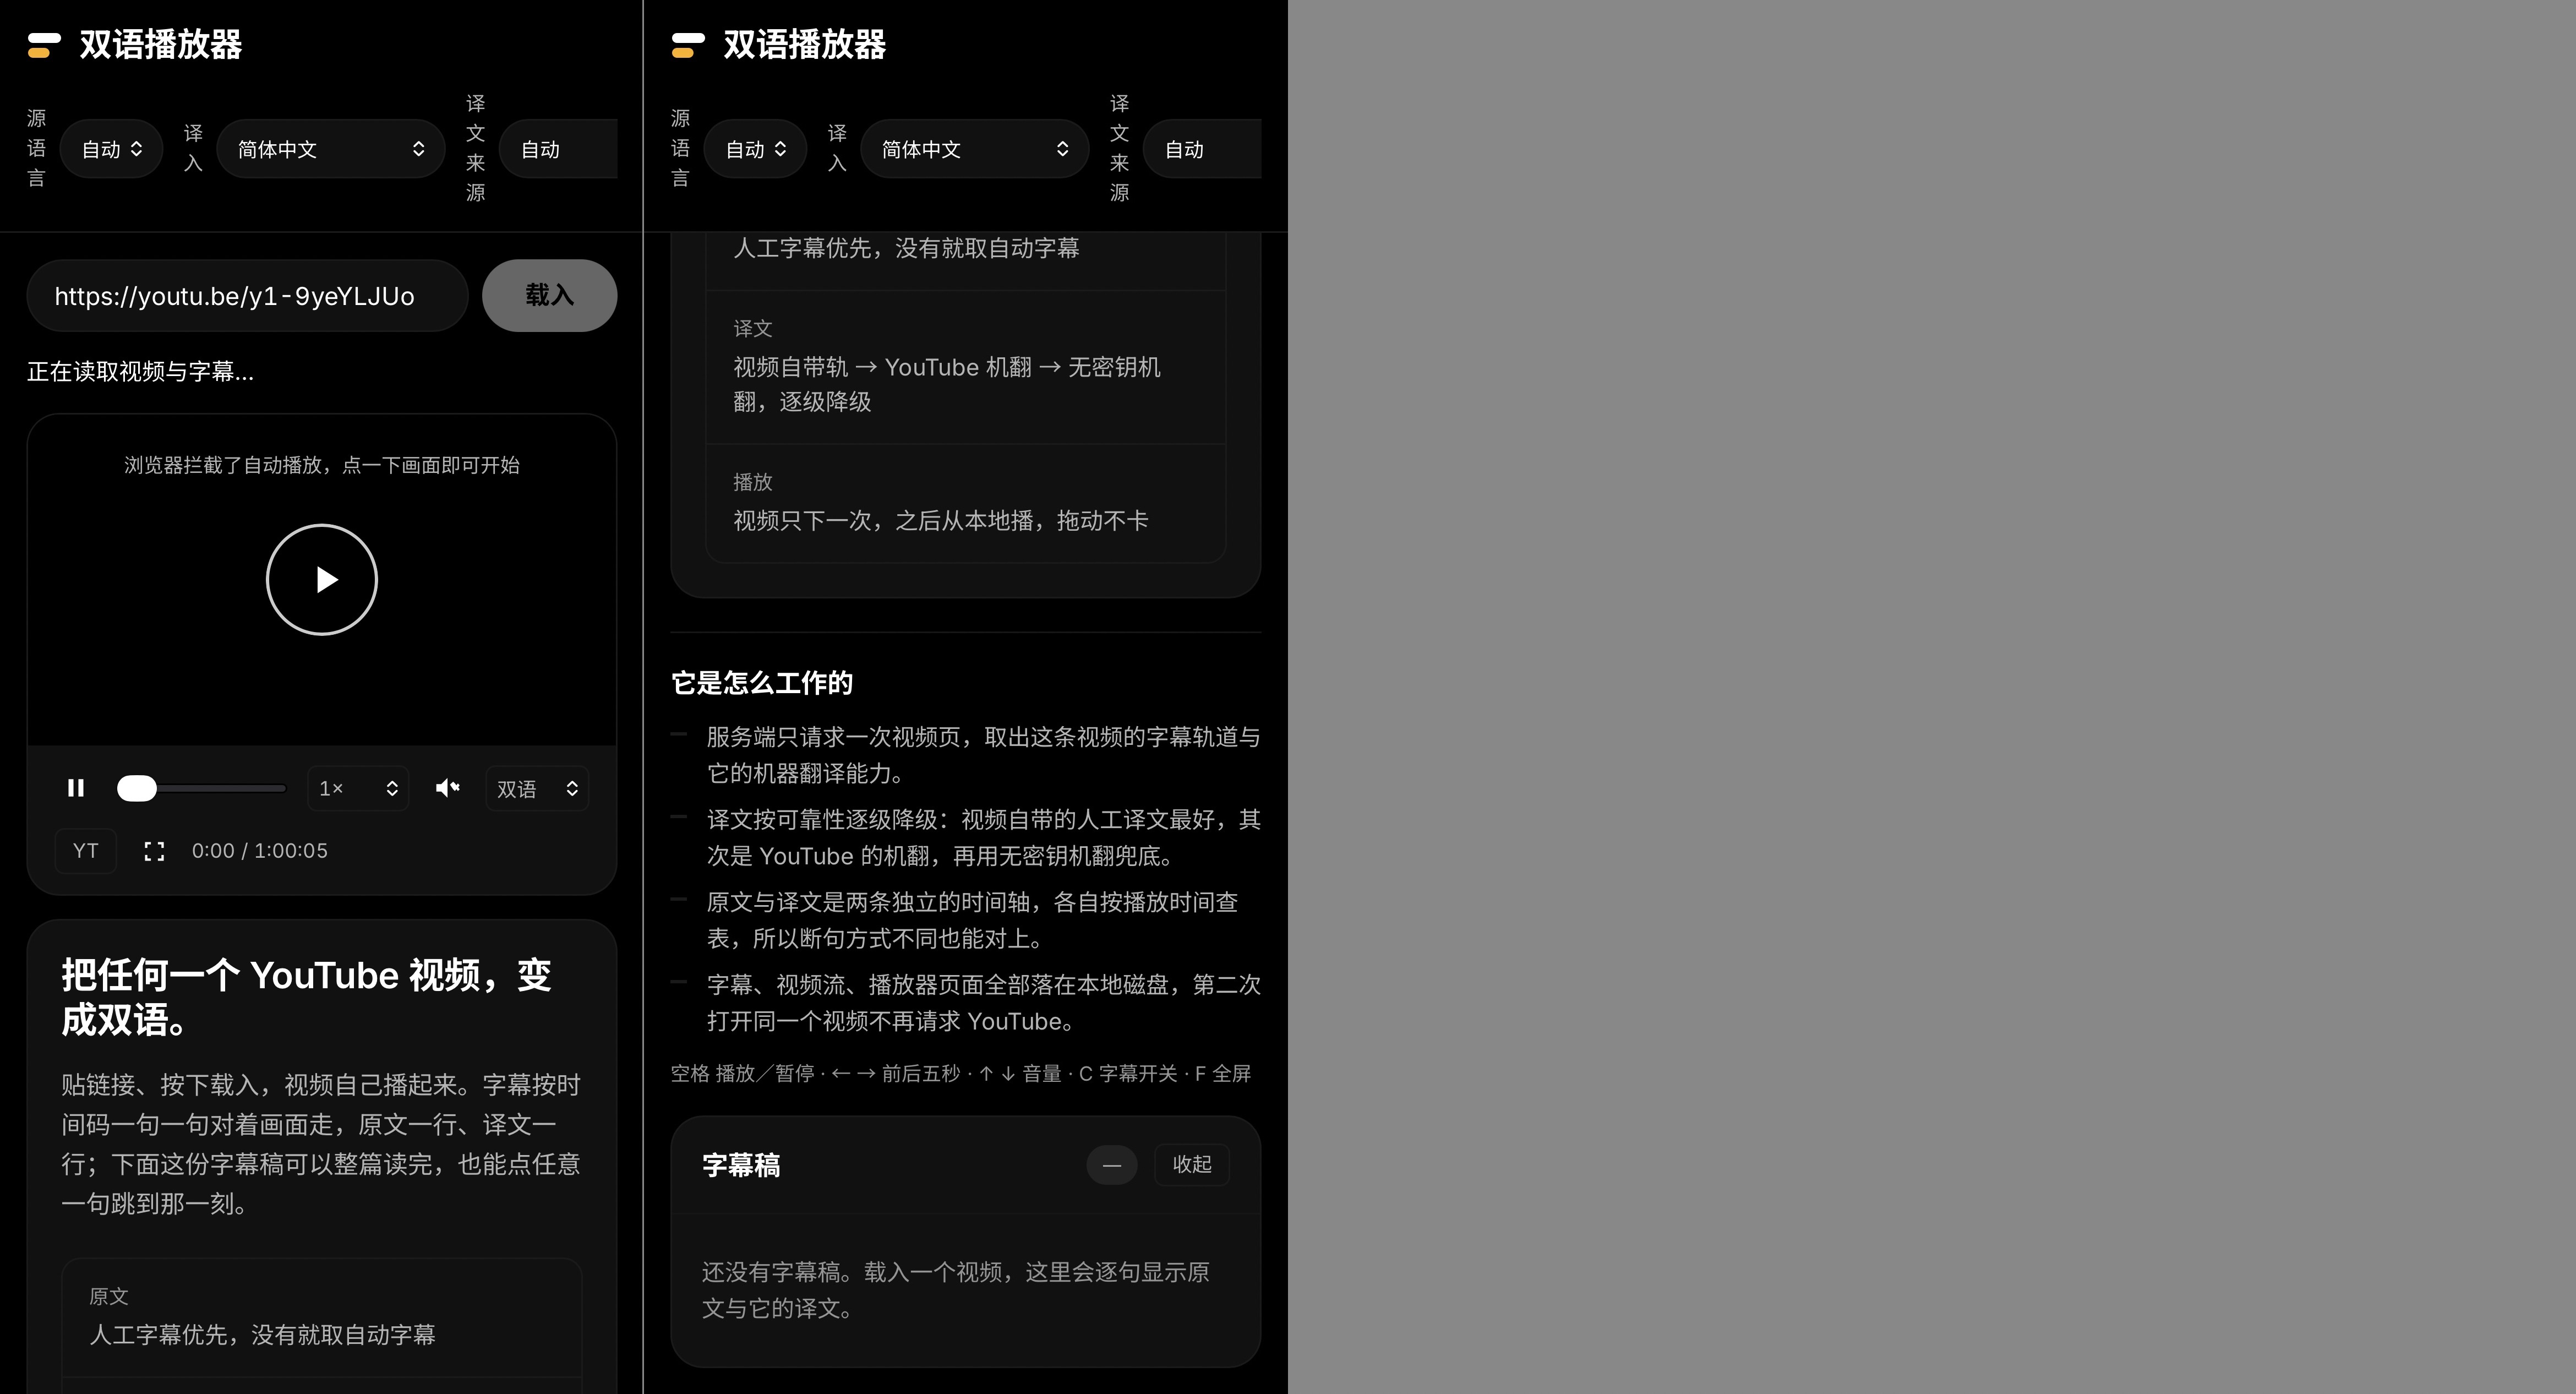 双语播放器
源语言 自动 译入 简体中文 译文来源 自动
https://youtu.be/y1-9yeYLJUo 载入
正在读取视频与字幕...
浏览器拦截了自动播放，点一下画面即可开始
1× 双语
YT 0:00 / 1:00:05
把任何一个 YouTube 视频，变
成双语。
贴链接、按下载入，视频自己播起来。字幕按时
间码一句一句对着画面走，原文一行、译文一
行；下面这份字幕稿可以整篇读完，也能点任意
一句跳到那一刻。
原文
人工字幕优先，没有就取自动字幕
双语播放器
源语言 自动 译入 简体中文 译文来源 自动
人工字幕优先，没有就取自动字幕
译文
视频自带轨 → YouTube 机翻 → 无密钥机
翻，逐级降级
播放
视频只下一次，之后从本地播，拖动不卡
它是怎么工作的
服务端只请求一次视频页，取出这条视频的字幕轨道与
它的机器翻译能力。
译文按可靠性逐级降级：视频自带的人工译文最好，其
次是 YouTube 的机翻，再用无密钥机翻兜底。
原文与译文是两条独立的时间轴，各自按播放时间查
表，所以断句方式不同也能对上。
字幕、视频流、播放器页面全部落在本地磁盘，第二次
打开同一个视频不再请求 YouTube。
空格 播放／暂停 · ← → 前后五秒 · ↑ ↓ 音量 · C 字幕开关 · F 全屏
字幕稿 — 收起
还没有字幕稿。载入一个视频，这里会逐句显示原
文与它的译文。